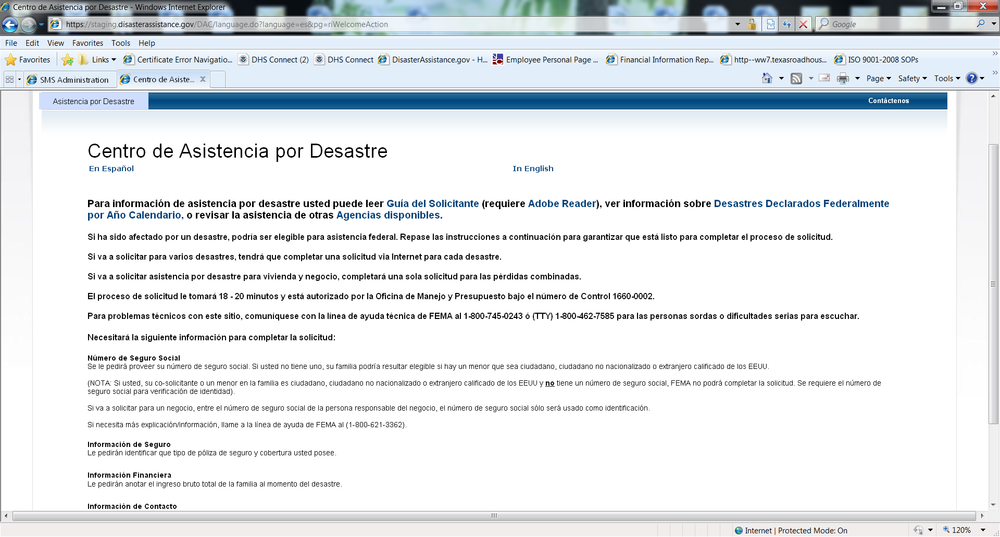 Centro de Asistencia por Desastre - Windows Internet Explorer
https://staging.disasterassistance.gov/DAC/language.do?language=es&pg=riWelcomeAction
Google
File Edit View Favorites Tools Help
Favorites Links Certificate Error Navigatio... DHS Connect (2) DHS Connect DisasterAssistance.gov - H... Employee Personal Page ... Financial Information Rep... http--ww7.texasroadhous... ISO 9001-2008 SOPs
SMS Administration Centro de Asiste... Page Safety Tools
Asistencia por Desastre Contáctenos
Centro de Asistencia por Desastre
En Español In English
Para información de asistencia por desastre usted puede leer Guía del Solicitante (requiere Adobe Reader), ver información sobre Desastres Declarados Federalmente
por Año Calendario, o revisar la asistencia de otras Agencias disponibles.
Si ha sido afectado por un desastre, podría ser elegible para asistencia federal. Repase las instrucciones a continuación para garantizar que está listo para completar el proceso de solicitud.
Si va a solicitar para varios desastres, tendrá que completar una solicitud via Internet para cada desastre.
Si va a solicitar asistencia por desastre para vivienda y negocio, completará una sola solicitud para las pérdidas combinadas.
El proceso de solicitud le tomará 18 - 20 minutos y está autorizado por la Oficina de Manejo y Presupuesto bajo el número de Control 1660-0002.
Para problemas técnicos con este sitio, comuníquese con la línea de ayuda técnica de FEMA al 1-800-745-0243 ó (TTY) 1-800-462-7585 para las personas sordas o dificultades serias para escuchar.
Necesitará la siguiente información para completar la solicitud:
Número de Seguro Social
Se le pedirá proveer su número de seguro social. Si usted no tiene uno, su familia podría resultar elegible si hay un menor que sea ciudadano, ciudadano no nacionalizado o extranjero calificado de los EEUU.
(NOTA: Si usted, su co-solicitante o un menor en la familia es ciudadano, ciudadano no nacionalizado o extranjero calificado de los EEUU y no tiene un número de seguro social, FEMA no podrá completar la solicitud. Se requiere el número de
seguro social para verificación de identidad).
Si va a solicitar para un negocio, entre el número de seguro social de la persona responsable del negocio, el número de seguro social sólo será usado como identificación.
Si necesita más explicación/información, llame a la línea de ayuda de FEMA al (1-800-621-3362).
Información de Seguro
Le pedirán identificar que tipo de póliza de seguro y cobertura usted posee.
Información Financiera
Le pedirán anotar el ingreso bruto total de la familia al momento del desastre.
Información de Contacto
Internet | Protected Mode: On 120%